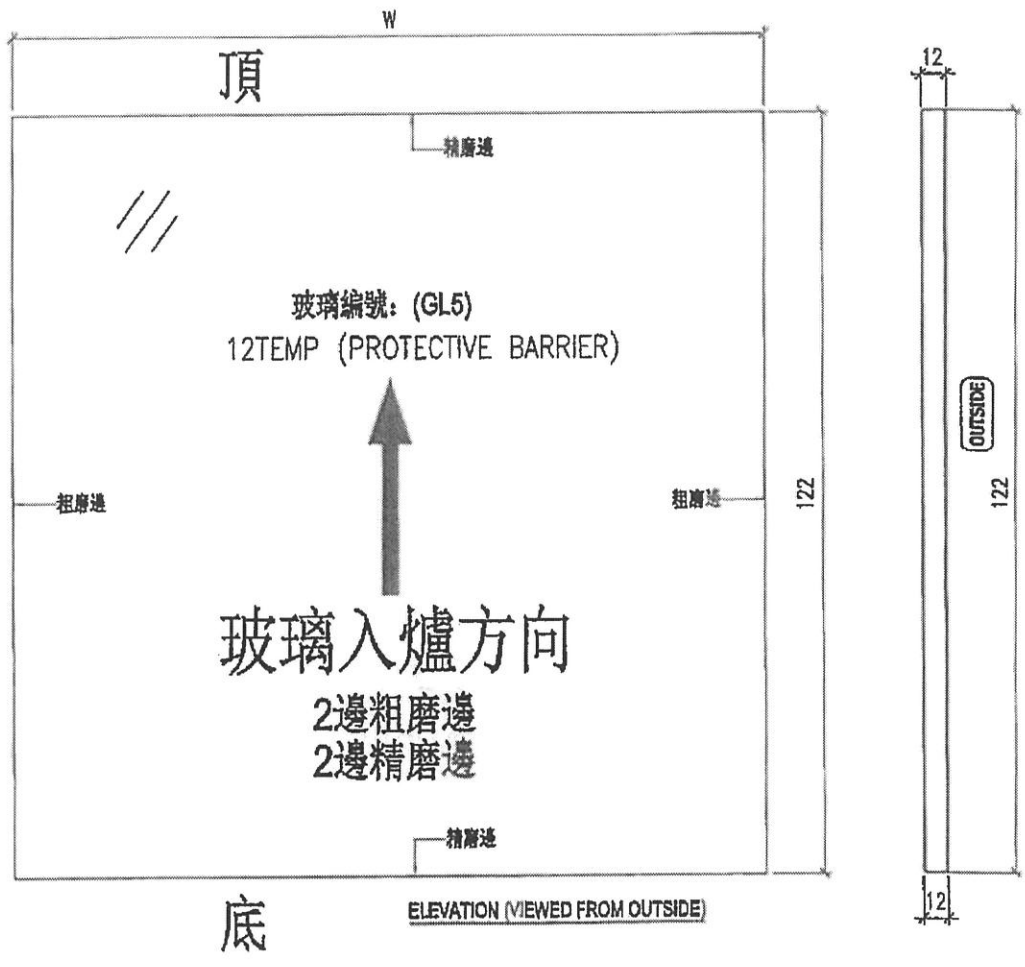 W
頂
12
精磨邊
玻璃編號：(GL5)
12TEMP (PROTECTIVE BARRIER)
OUTSIDE
粗磨邊
粗磨邊
122
122
玻璃入爐方向
2邊粗磨邊
2邊精磨邊
精磨邊
底
ELEVATION (VIEWED FROM OUTSIDE)
12